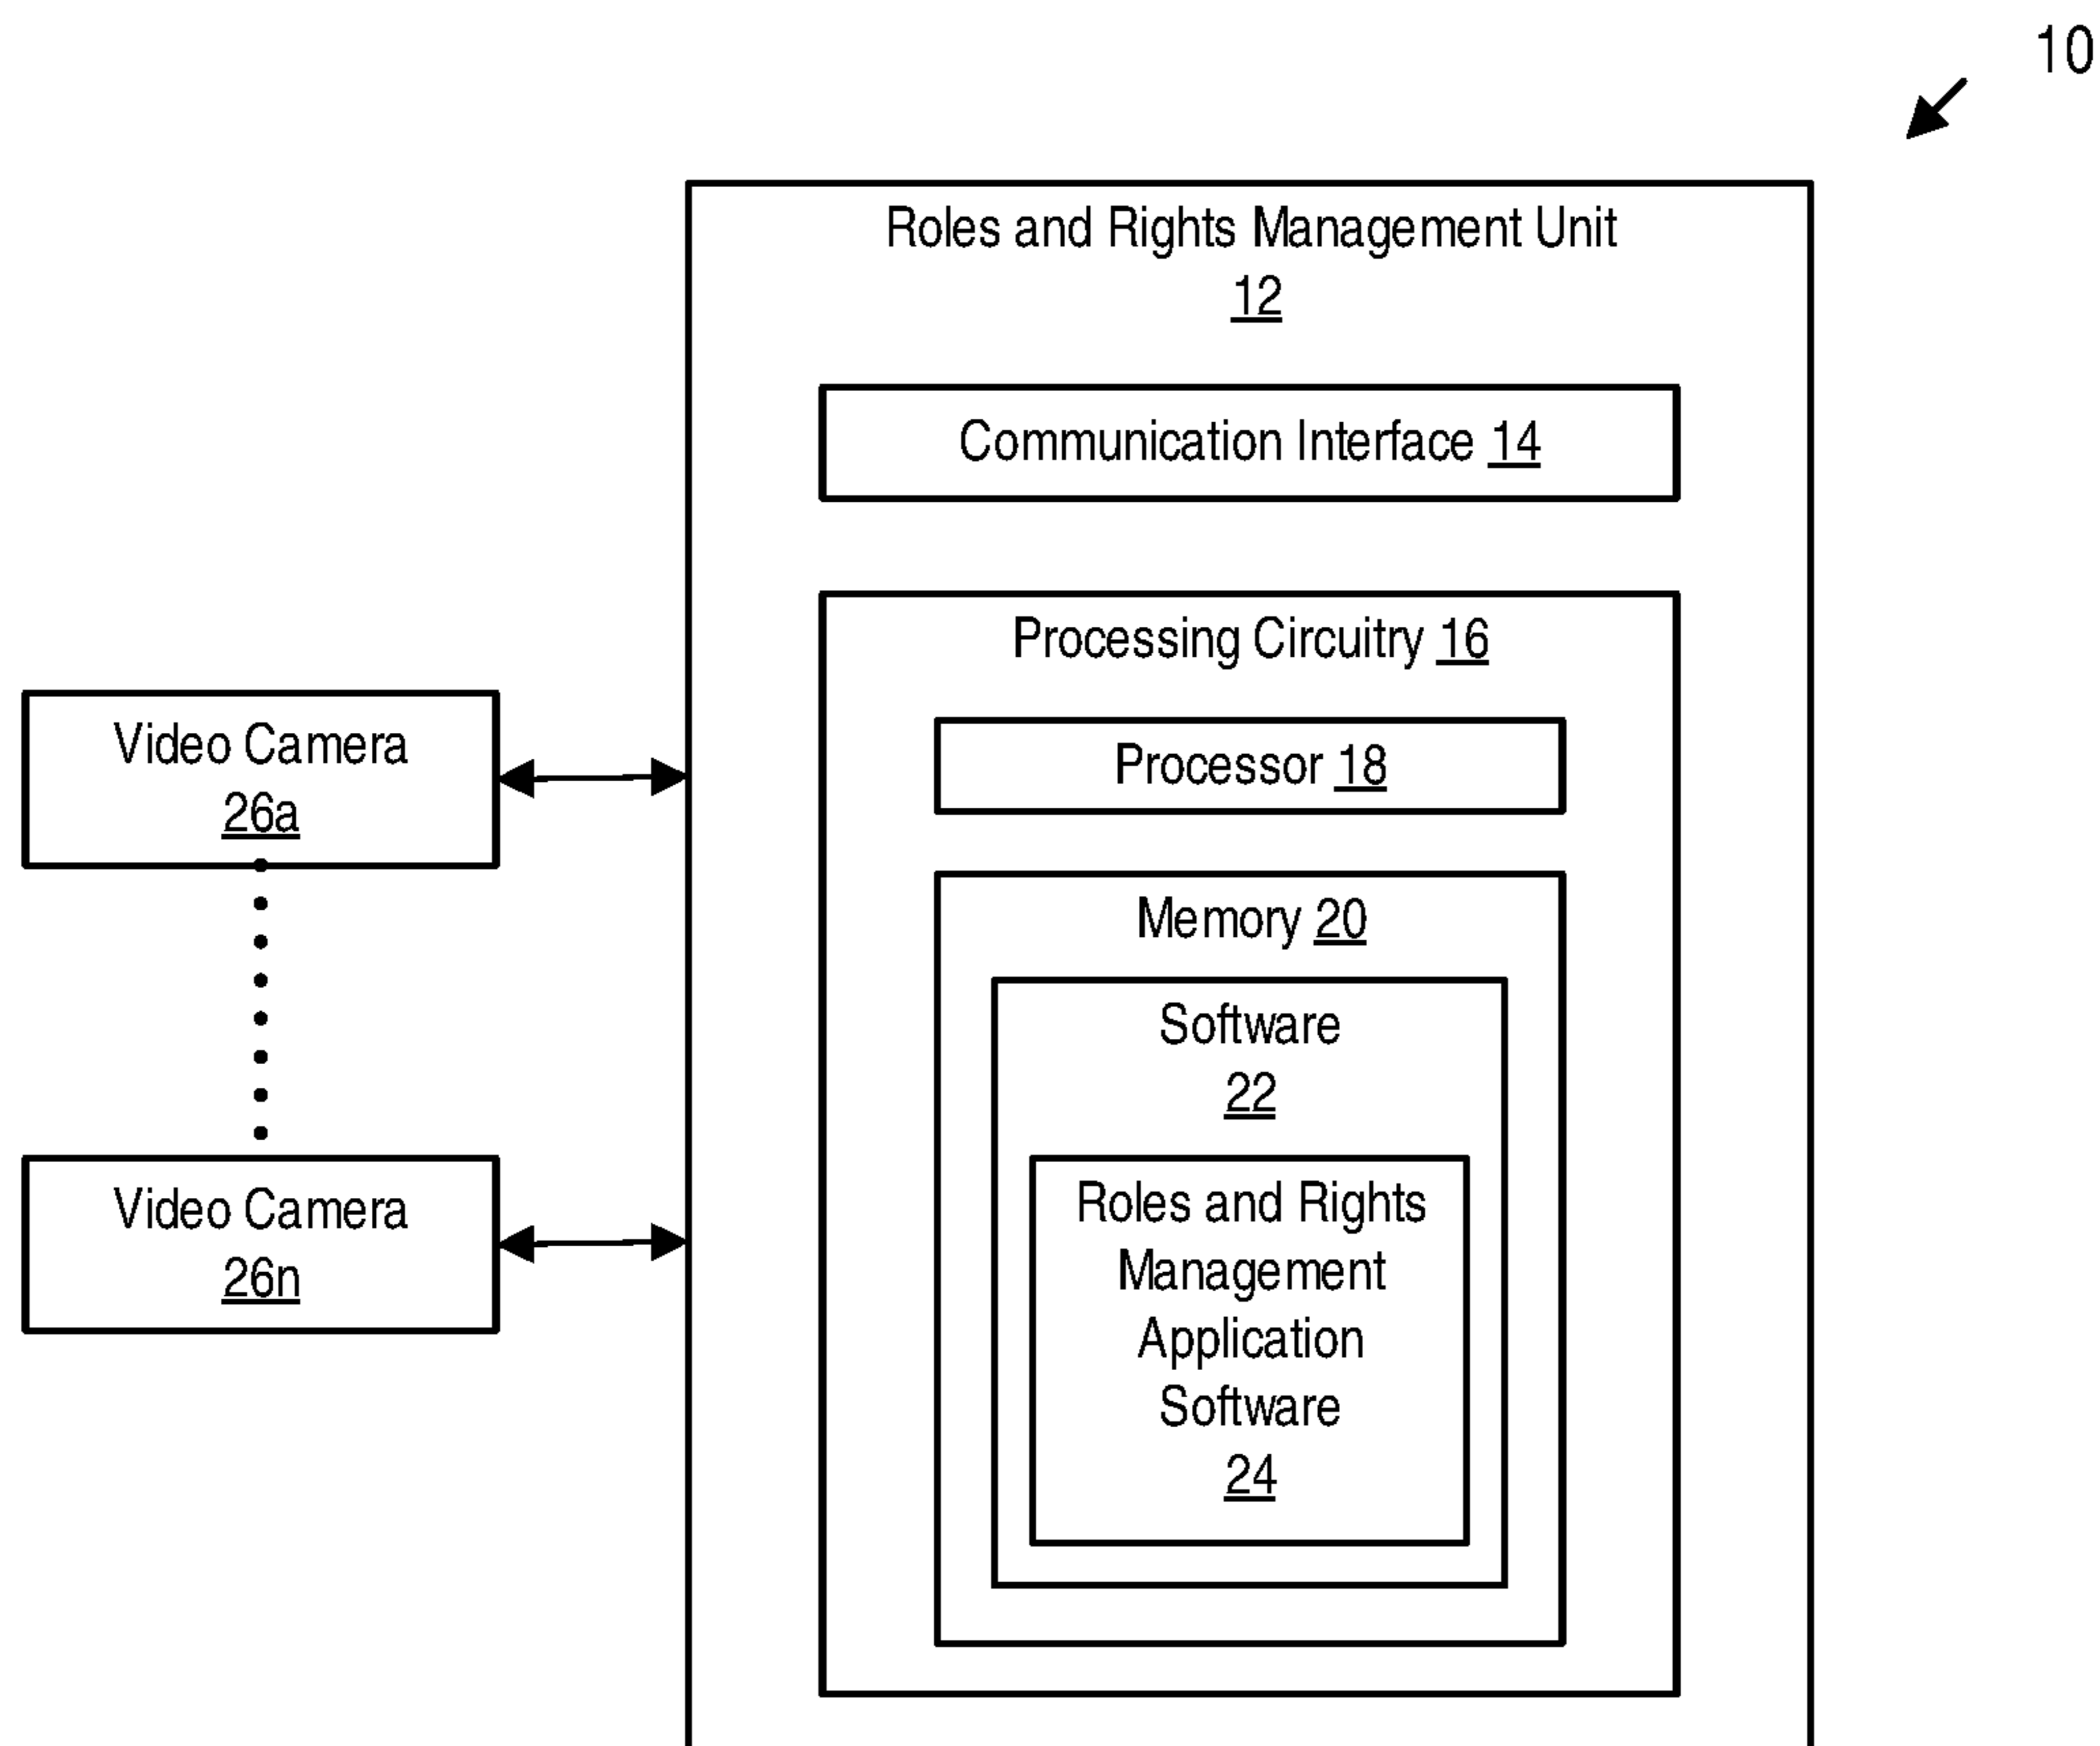 10
Roles and Rights Management Unit
12
Communication Interface 14
Processing Circuitry 16
Processor 18
Memory 20
Software
22
Roles and Rights
Management
Application
Software
24
Video Camera
26a
Video Camera
26n